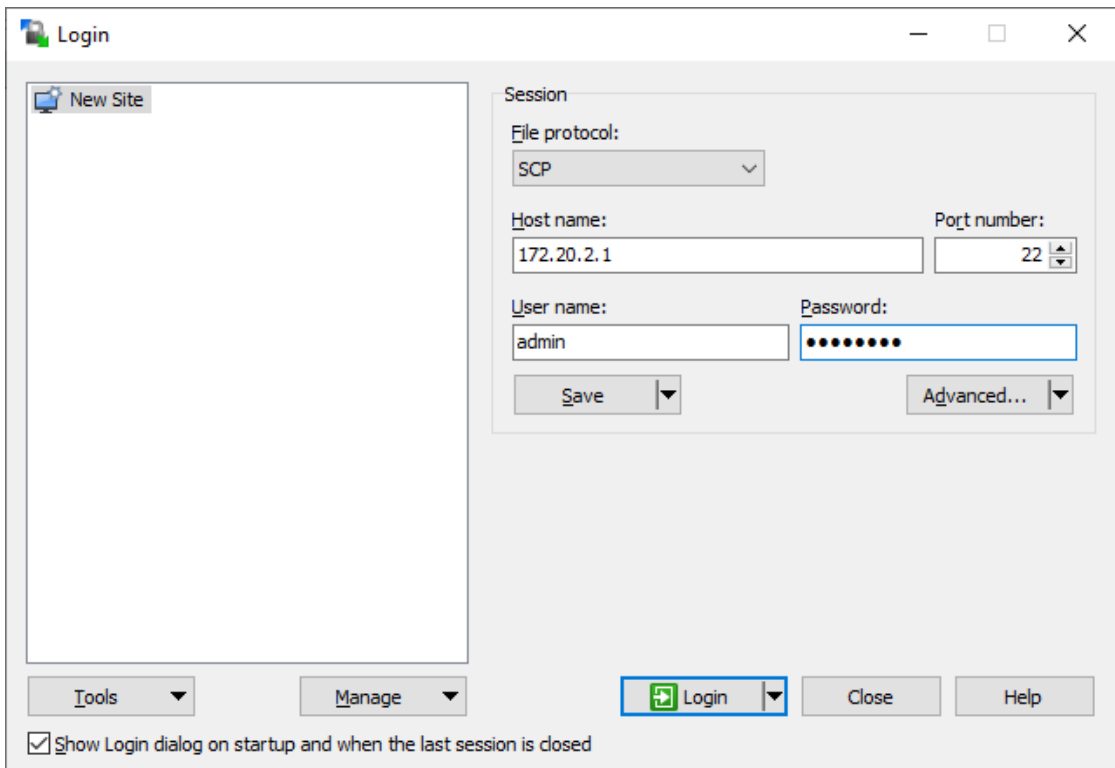 Login
New Site
Session
File protocol:
SCP
Host name:
Port number:
172.20.2.1
22
User name:
Password:
admin
••••••••
Save
Advanced...
Tools
Manage
Login
Close
Help
Show Login dialog on startup and when the last session is closed